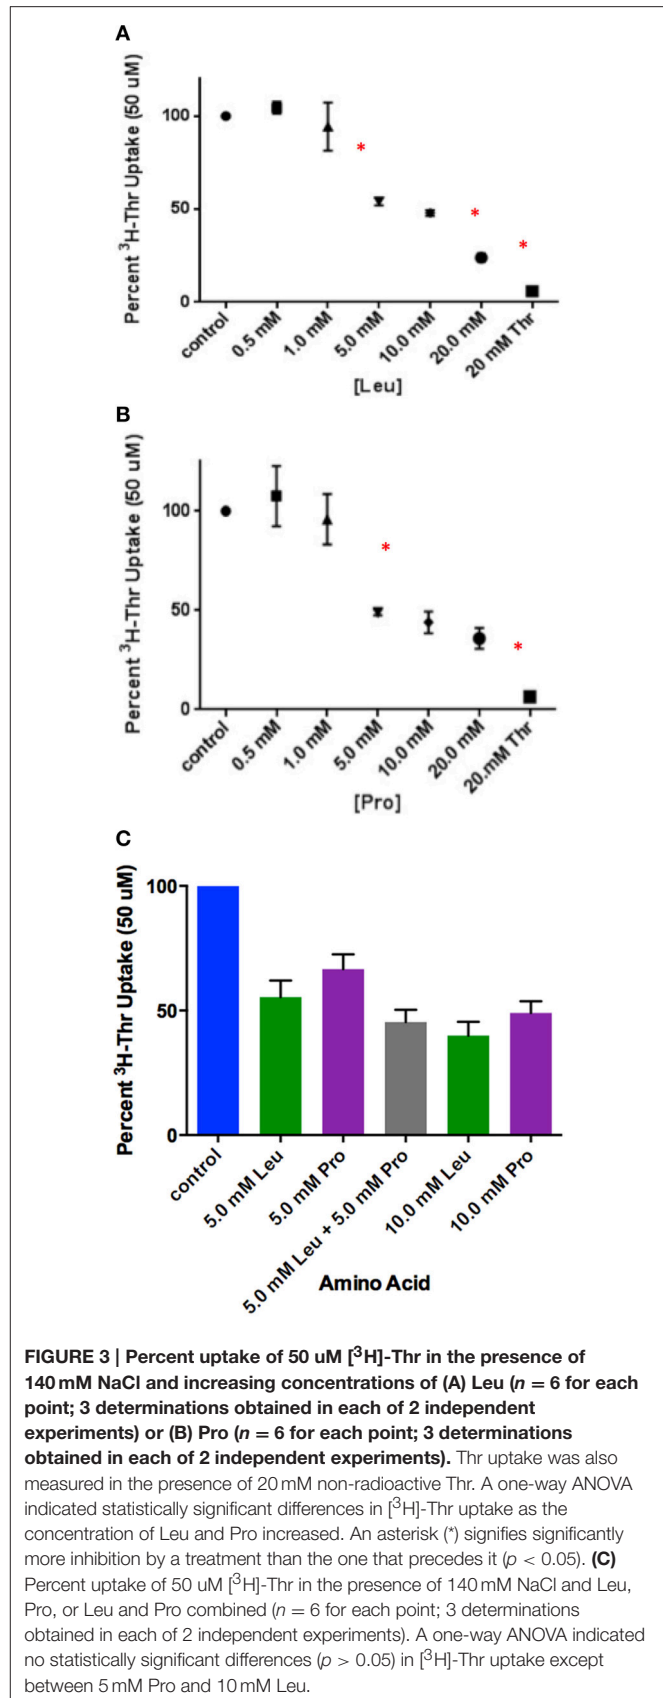 A
Percent ³H-Thr Uptake (50 uM)
100
50
0
*
*
*
control
0.5 mM
1.0 mM
5.0 mM
10.0 mM
20.0 mM
20 mM Thr
[Leu]
B
Percent ³H-Thr Uptake (50 uM)
100
50
0
*
*
control
0.5 mM
1.0 mM
5.0 mM
10.0 mM
20.0 mM
20.mM Thr
[Pro]
C
Percent ³H-Thr Uptake (50 uM)
100
50
0
control
5.0 mM Leu
5.0 mM Pro
5.0 mM Leu + 5.0 mM Pro
10.0 mM Leu
10.0 mM Pro
Amino Acid
FIGURE 3 | Percent uptake of 50 uM [³H]-Thr in the presence of
140 mM NaCl and increasing concentrations of (A) Leu (n = 6 for each
point; 3 determinations obtained in each of 2 independent
experiments) or (B) Pro (n = 6 for each point; 3 determinations
obtained in each of 2 independent experiments). Thr uptake was also
measured in the presence of 20 mM non-radioactive Thr. A one-way ANOVA
indicated statistically significant differences in [³H]-Thr uptake as the
concentration of Leu and Pro increased. An asterisk (*) signifies significantly
more inhibition by a treatment than the one that precedes it (p < 0.05). (C)
Percent uptake of 50 uM [³H]-Thr in the presence of 140 mM NaCl and Leu,
Pro, or Leu and Pro combined (n = 6 for each point; 3 determinations
obtained in each of 2 independent experiments). A one-way ANOVA indicated
no statistically significant differences (p > 0.05) in [³H]-Thr uptake except
between 5 mM Pro and 10 mM Leu.